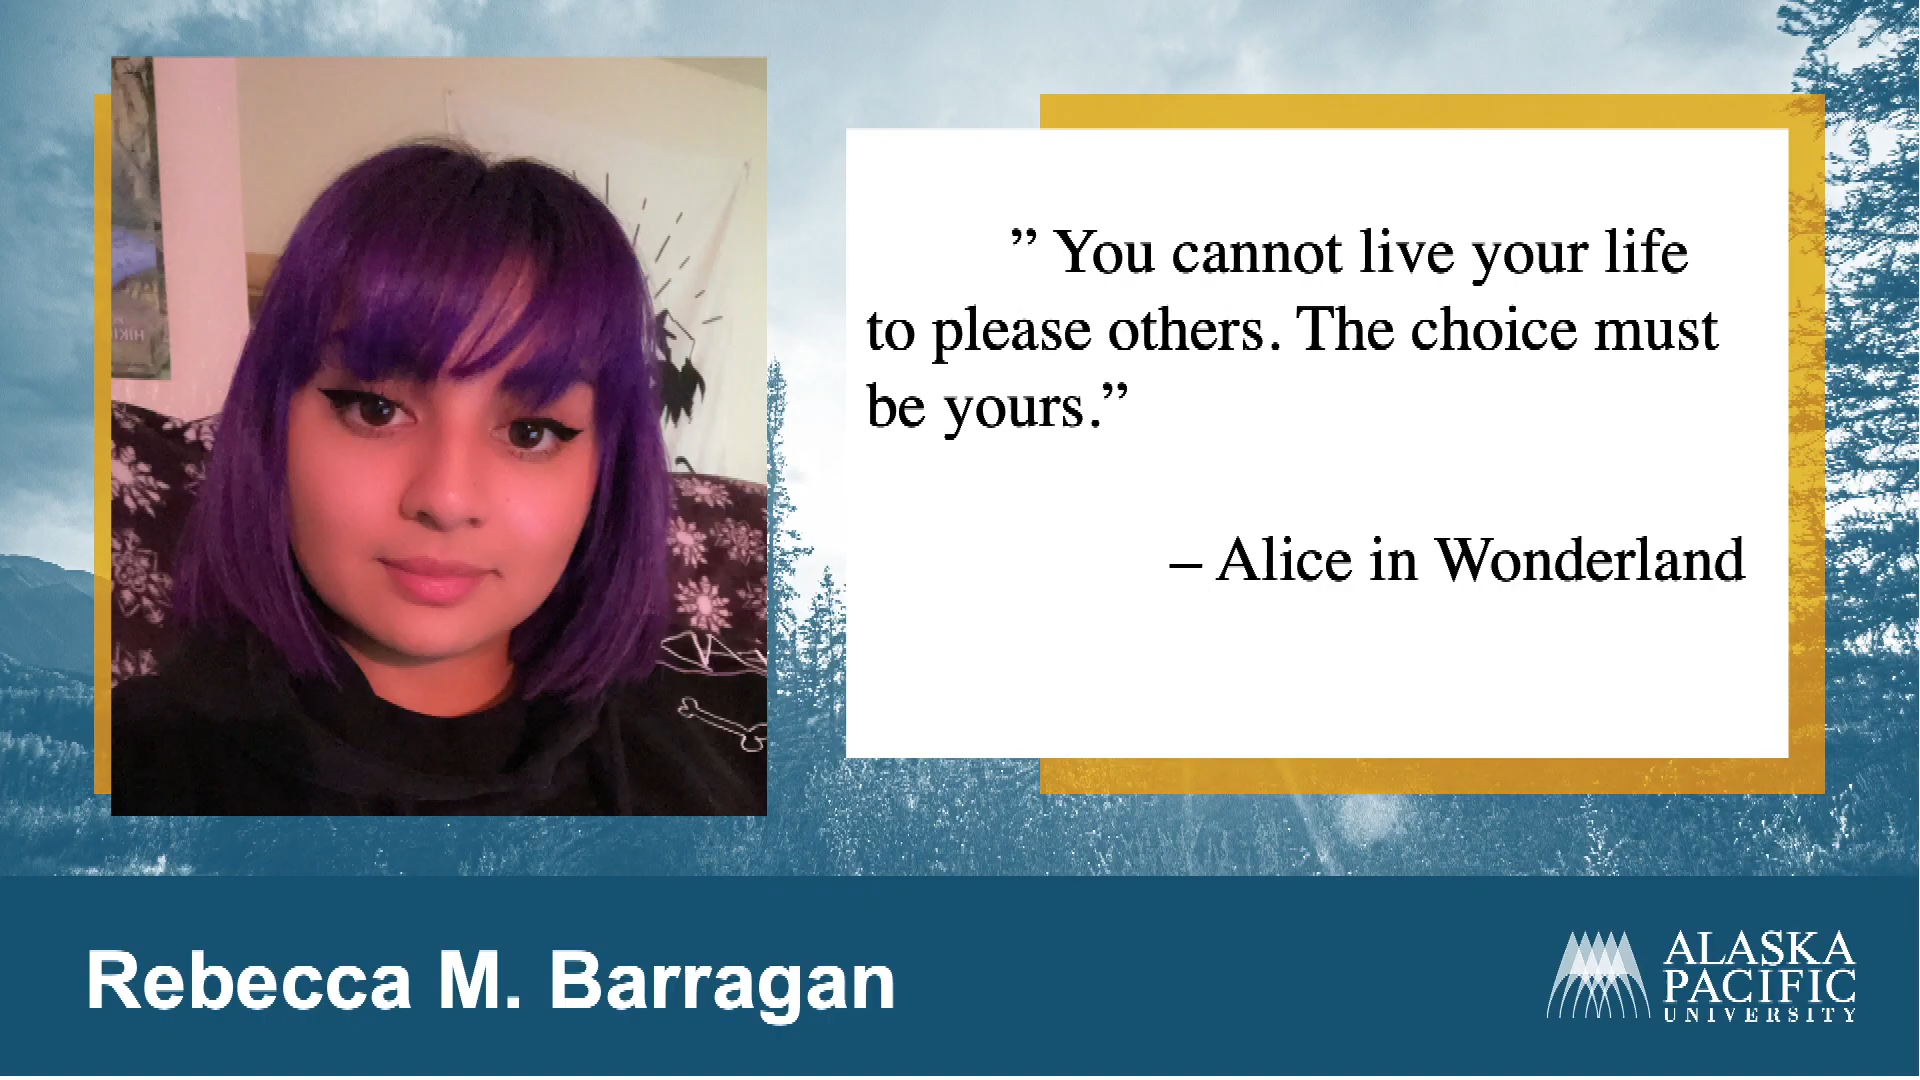 ” You cannot live your life
to please others. The choice must
be yours.”
– Alice in Wonderland
Rebecca M. Barragan
ALASKA
PACIFIC
UNIVERSITY